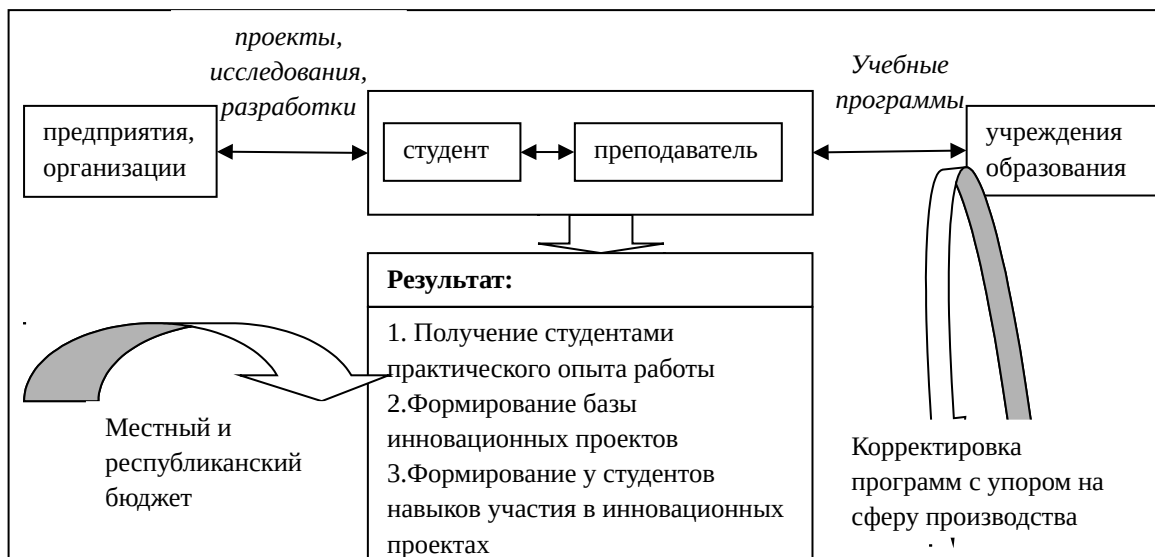 проекты,
исследования,
разработки
Учебные
программы
предприятия,
организации
студент
преподаватель
учреждения
образования
Результат:
1. Получение студентами
практического опыта работы
2.Формирование базы
инновационных проектов
3.Формирование у студентов
навыков участия в инновационных
проектах
Местный и
республиканский
бюджет
Корректировка
программ с упором на
сферу производства